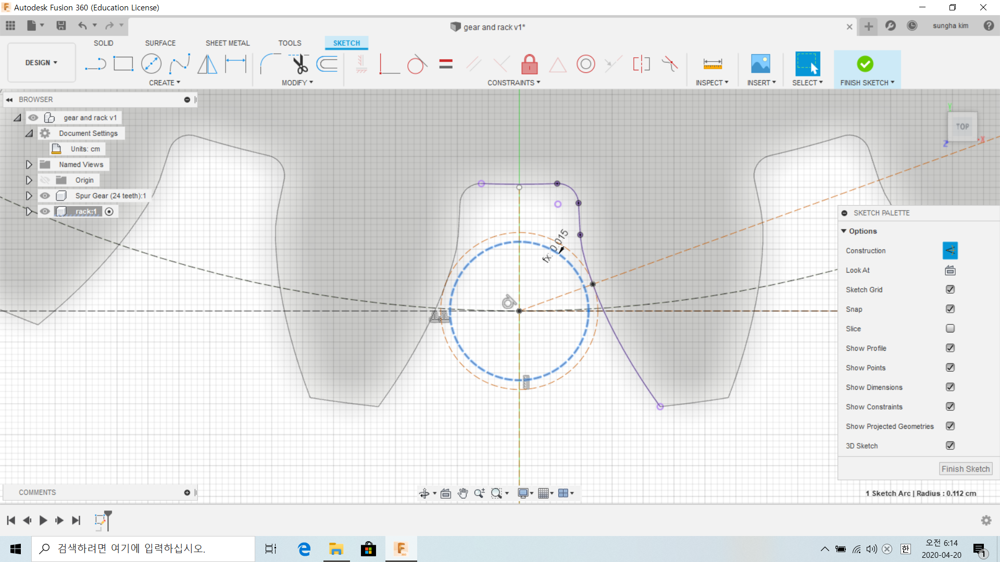 Autodesk Fusion 360 (Education License)
gear and rack v1*
sungha kim
SOLID
SURFACE
SHEET METAL
TOOLS
SKETCH
DESIGN
CREATE
MODIFY
CONSTRAINTS
INSPECT
INSERT
SELECT
FINISH SKETCH
BROWSER
gear and rack v1
Document Settings
Units: cm
Named Views
Origin
Spur Gear (24 teeth):1
rack:1
Y
TOP
X
Z
fx: 0.015
SKETCH PALETTE
Options
Construction
Look At
Sketch Grid
Snap
Slice
Show Profile
Show Points
Show Dimensions
Show Constraints
Show Projected Geometries
3D Sketch
Finish Sketch
COMMENTS
1 Sketch Arc | Radius : 0.112 cm
검색하려면 여기에 입력하십시오.
한
오전 6:14
2020-04-20
1